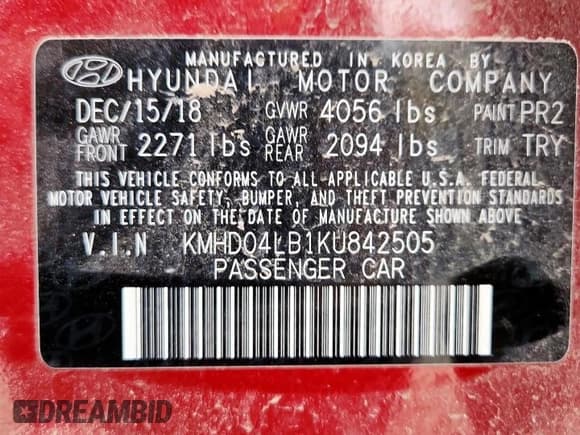 MANUFACTURED IN KOREA BY
HYUNDAI MOTOR COMPANY
DEC/15/18 GVWR 4056 lbs PAINT PR2
GAWR FRONT 2271 lbs GAWR REAR 2094 lbs TRIM TRY
THIS VEHICLE CONFORMS TO ALL APPLICABLE U.S.A. FEDERAL
MOTOR VEHICLE SAFETY, BUMPER, AND THEFT PREVENTION STANDARDS
IN EFFECT ON THE DATE OF MANUFACTURE SHOWN ABOVE.
V.I.N KMHD04LB1KU842505
PASSENGER CAR
DREAMBID